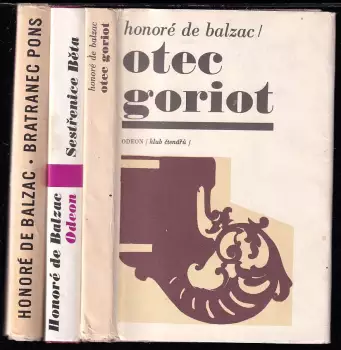 HONORÉ DE BALZAC • BRATRANEC PONS
Honoré de Balzac Odeon Sestřenice Běta
honoré de balzac otec goriot
honoré de balzac/
otec
goriot
ODEON / klub čtenářů /